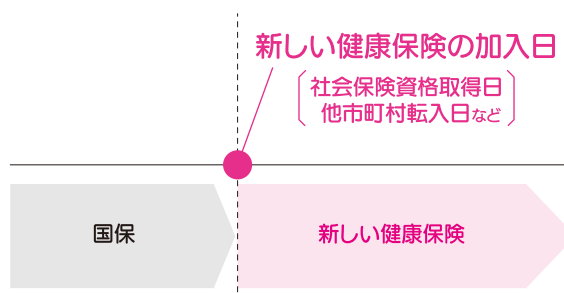 新しい健康保険の加入日
社会保険資格取得日
他市町村転入日など
国保
新しい健康保険